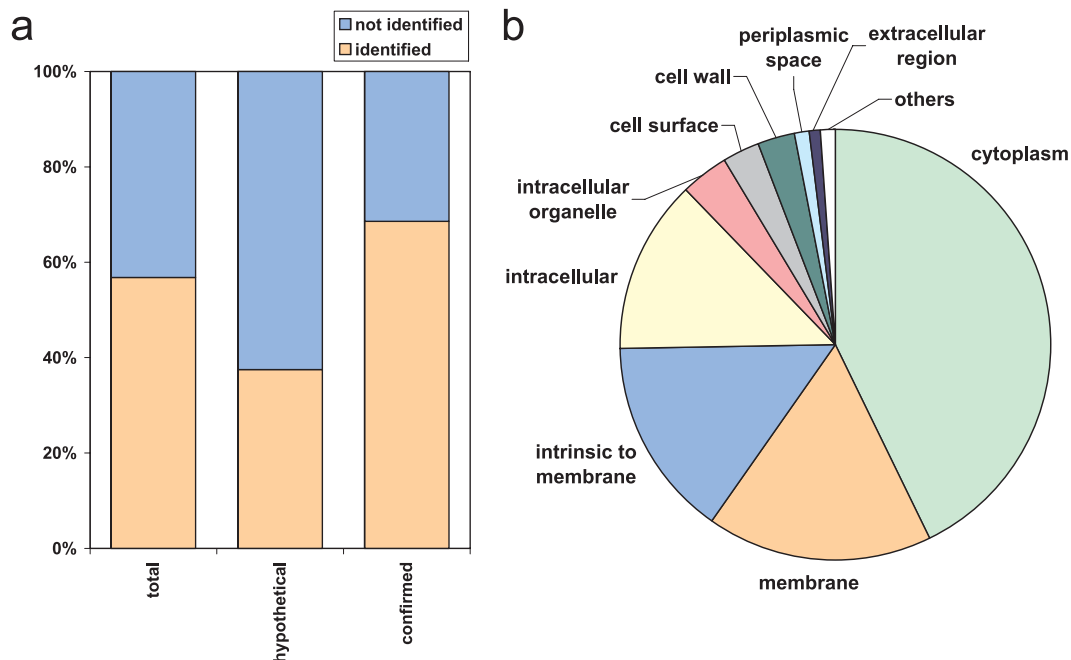 a
not identified
identified
100%
80%
60%
40%
20%
0%
total
hypothetical
confirmed
b
periplasmic
space
extracellular
region
cell wall
others
cell surface
cytoplasm
intracellular
organelle
intracellular
intrinsic to
membrane
membrane